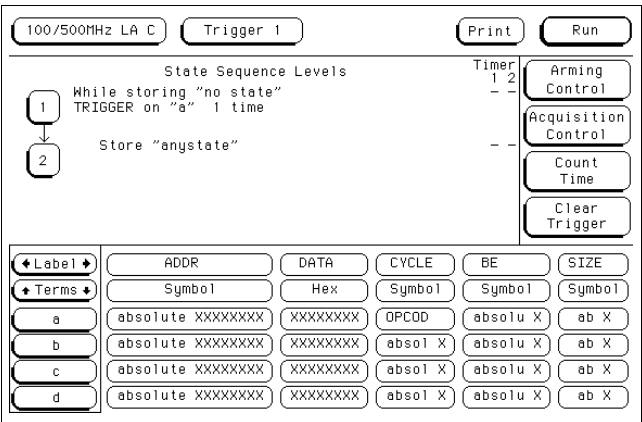 100/500MHz LA C Trigger 1 Print Run
State Sequence Levels
Timer
1 2
While storing "no state"
TRIGGER on "a" 1 time
- -
1
Store "anystate"
- -
2
Arming
Control
Acquisition
Control
Count
Time
Clear
Trigger
Label ADDR DATA CYCLE BE SIZE
Terms Symbol Hex Symbol Symbol Symbol
a absolute XXXXXXXX XXXXXXXX OPCOD absolu X ab X
b absolute XXXXXXXX XXXXXXXX absol X absolu X ab X
c absolute XXXXXXXX XXXXXXXX absol X absolu X ab X
d absolute XXXXXXXX XXXXXXXX absol X absolu X ab X